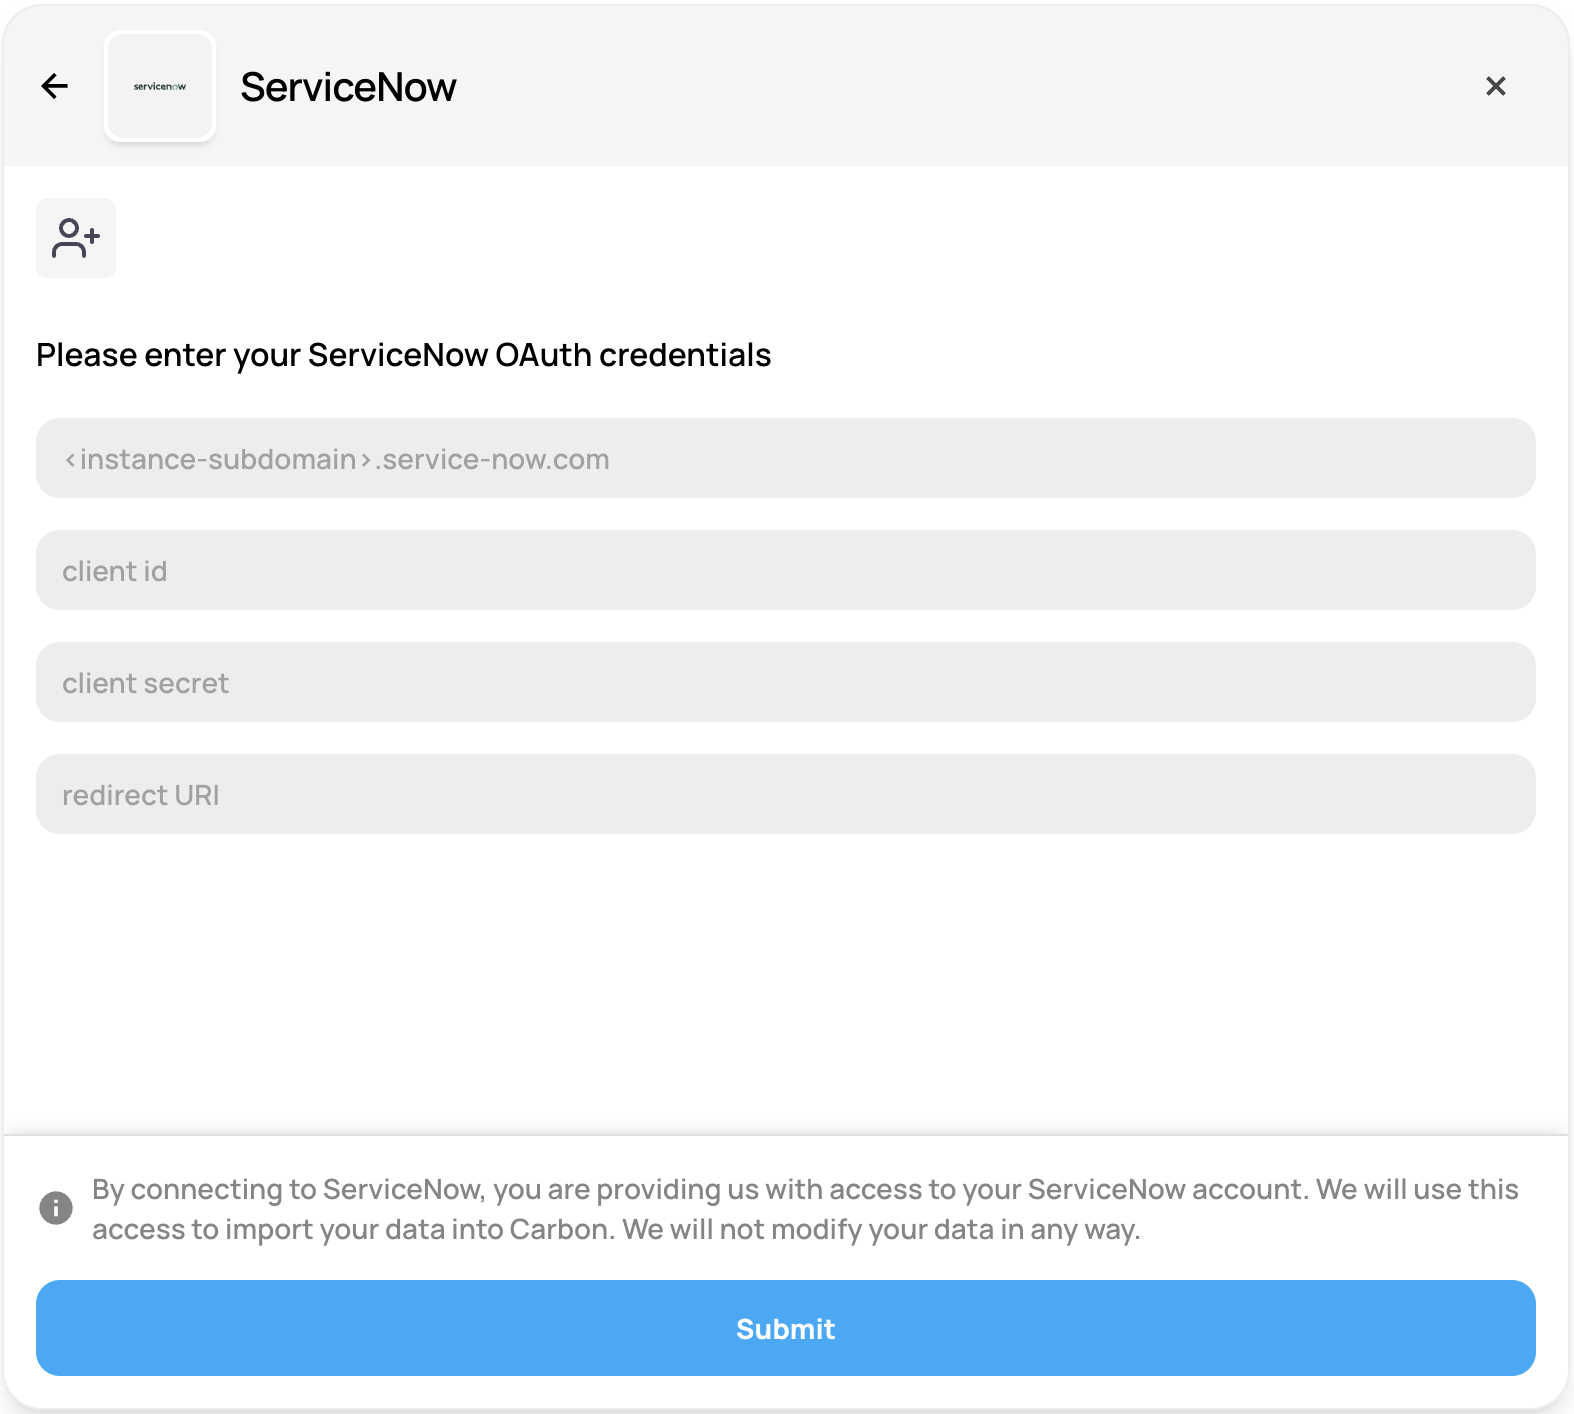 servicenow
ServiceNow
Please enter your ServiceNow OAuth credentials
<instance-subdomain>.service-now.com
client id
client secret
redirect URI
By connecting to ServiceNow, you are providing us with access to your ServiceNow account. We will use this
access to import your data into Carbon. We will not modify your data in any way.
Submit